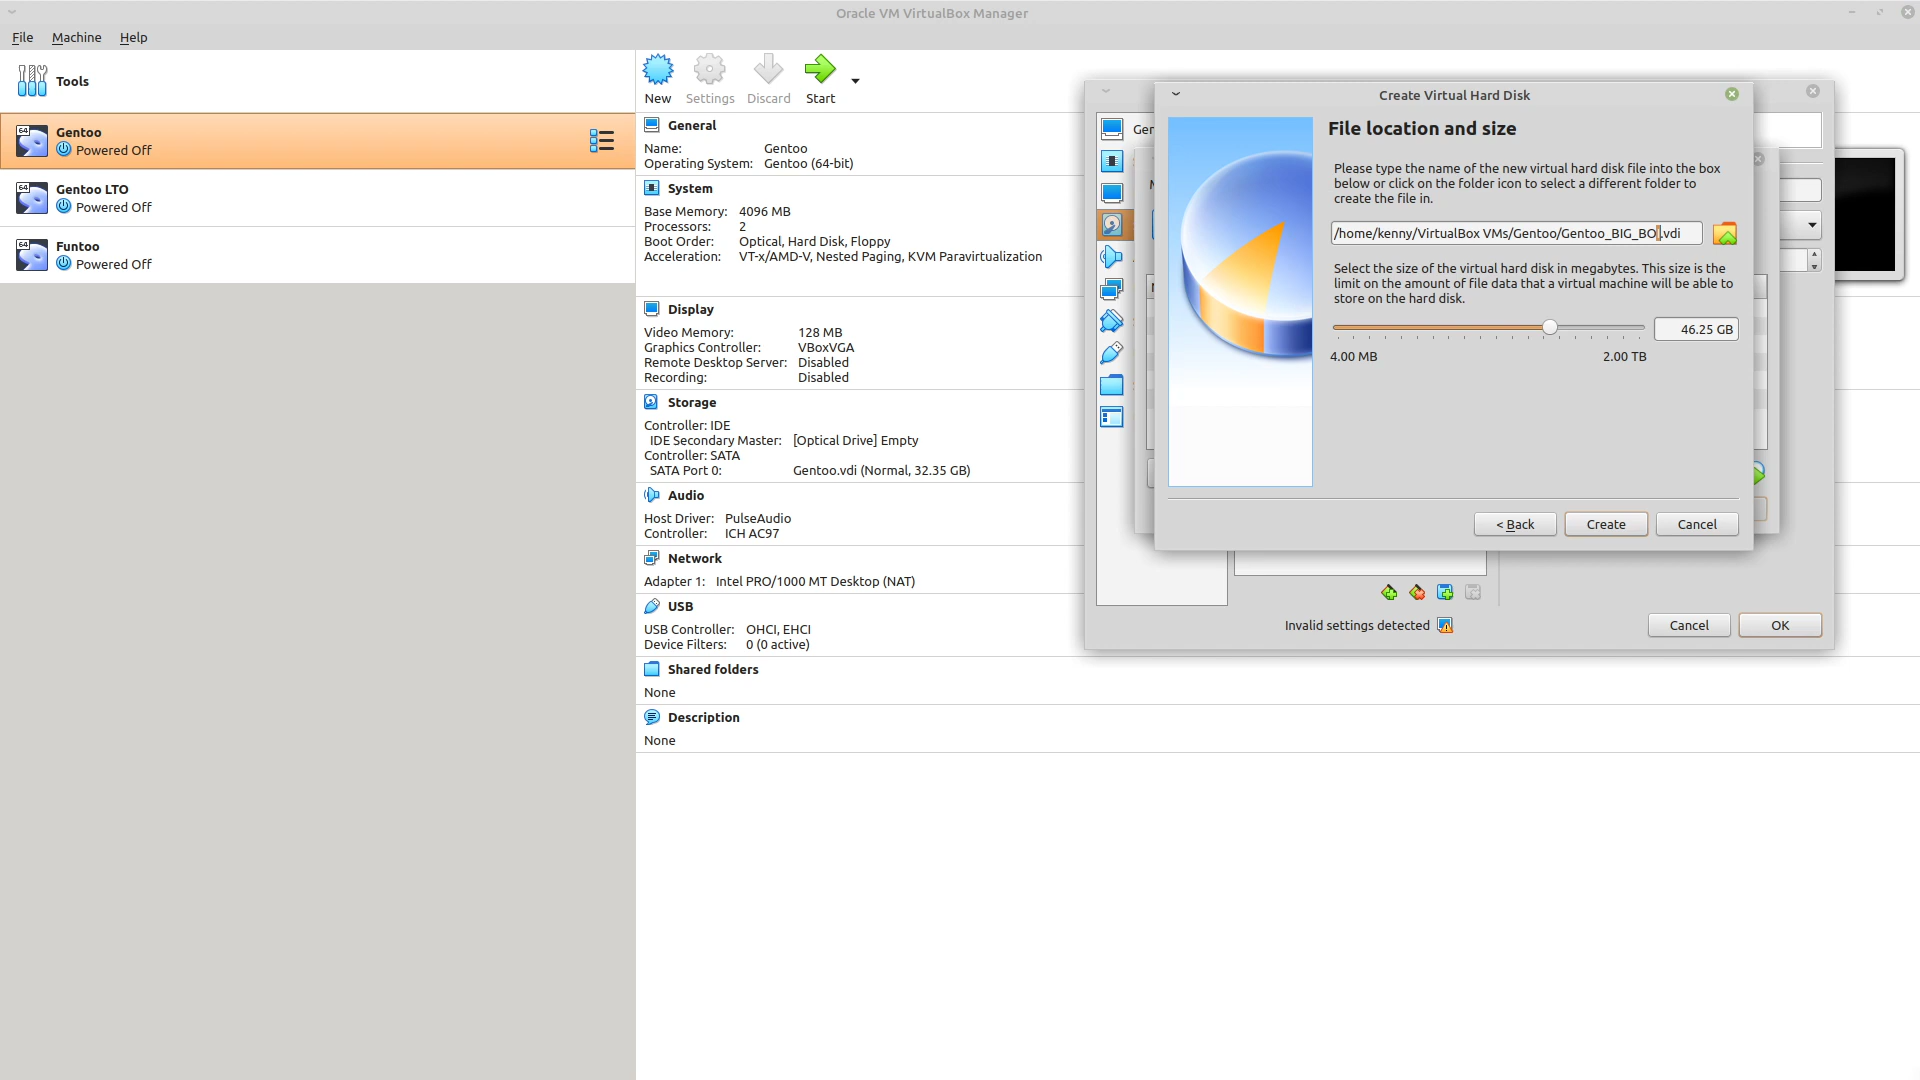 Oracle VM VirtualBox Manager
File Machine Help
Tools
64
Gentoo
Powered Off
64
Gentoo LTO
Powered Off
64
Funtoo
Powered Off
New Settings Discard Start
General
Name: Gentoo
Operating System: Gentoo (64-bit)
System
Base Memory: 4096 MB
Processors: 2
Boot Order: Optical, Hard Disk, Floppy
Acceleration: VT-x/AMD-V, Nested Paging, KVM Paravirtualization
Display
Video Memory: 128 MB
Graphics Controller: VBoxVGA
Remote Desktop Server: Disabled
Recording: Disabled
Storage
Controller: IDE
IDE Secondary Master: [Optical Drive] Empty
Controller: SATA
SATA Port 0: Gentoo.vdi (Normal, 32.35 GB)
Audio
Host Driver: PulseAudio
Controller: ICH AC97
Network
Adapter 1: Intel PRO/1000 MT Desktop (NAT)
USB
USB Controller: OHCI, EHCI
Device Filters: 0 (0 active)
Shared folders
None
Description
None
Ger
Create Virtual Hard Disk
File location and size
Please type the name of the new virtual hard disk file into the box
below or click on the folder icon to select a different folder to
create the file in.
/home/kenny/VirtualBox VMs/Gentoo/Gentoo_BIG_BOI.vdi
Select the size of the virtual hard disk in megabytes. This size is the
limit on the amount of file data that a virtual machine will be able to
store on the hard disk.
46.25 GB
4.00 MB 2.00 TB
< Back Create Cancel
Invalid settings detected
Cancel OK